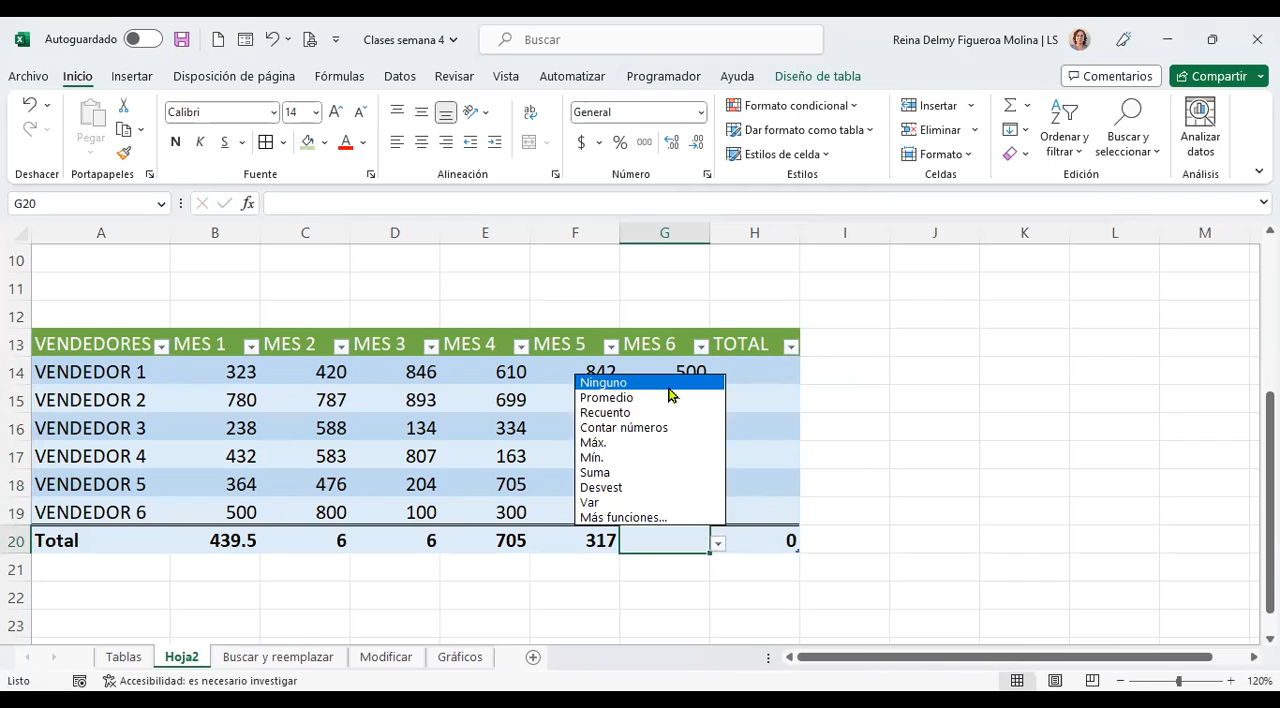 Autoguardado
Clases semana 4
Buscar
Reina Delmy Figueroa Molina | LS
Archivo Inicio Insertar Disposición de página Fórmulas Datos Revisar Vista Automatizar Programador Ayuda Diseño de tabla Comentarios Compartir
Calibri 14 General Formato condicional Insertar
Pegar N K S A $ % 000 Dar formato como tabla Eliminar Ordenar y filtrar Buscar y seleccionar Analizar datos
Estilos de celda Formato
Deshacer Portapapeles Fuente Alineación Número Estilos Celdas Edición Análisis
G20 fx
A B C D E F G H I J K L M
10
11
12
13 VENDEDORES MES 1 MES 2 MES 3 MES 4 MES 5 MES 6 TOTAL
14 VENDEDOR 1 323 420 846 610 842 500
15 VENDEDOR 2 780 787 893 699
16 VENDEDOR 3 238 588 134 334
17 VENDEDOR 4 432 583 807 163
18 VENDEDOR 5 364 476 204 705
19 VENDEDOR 6 500 800 100 300
20 Total 439.5 6 6 705 317 0
21
22
23
Ninguno
Promedio
Recuento
Contar números
Máx.
Mín.
Suma
Desvest
Var
Más funciones...
Tablas Hoja2 Buscar y reemplazar Modificar Gráficos
Listo Accesibilidad: es necesario investigar 120%